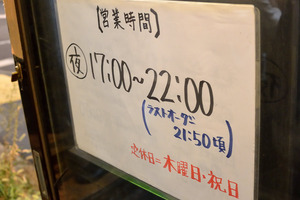 【営業時間】
夜 17:00~22:00
(ラストオーダー
21:50頃)
定休日=木曜日・祝日